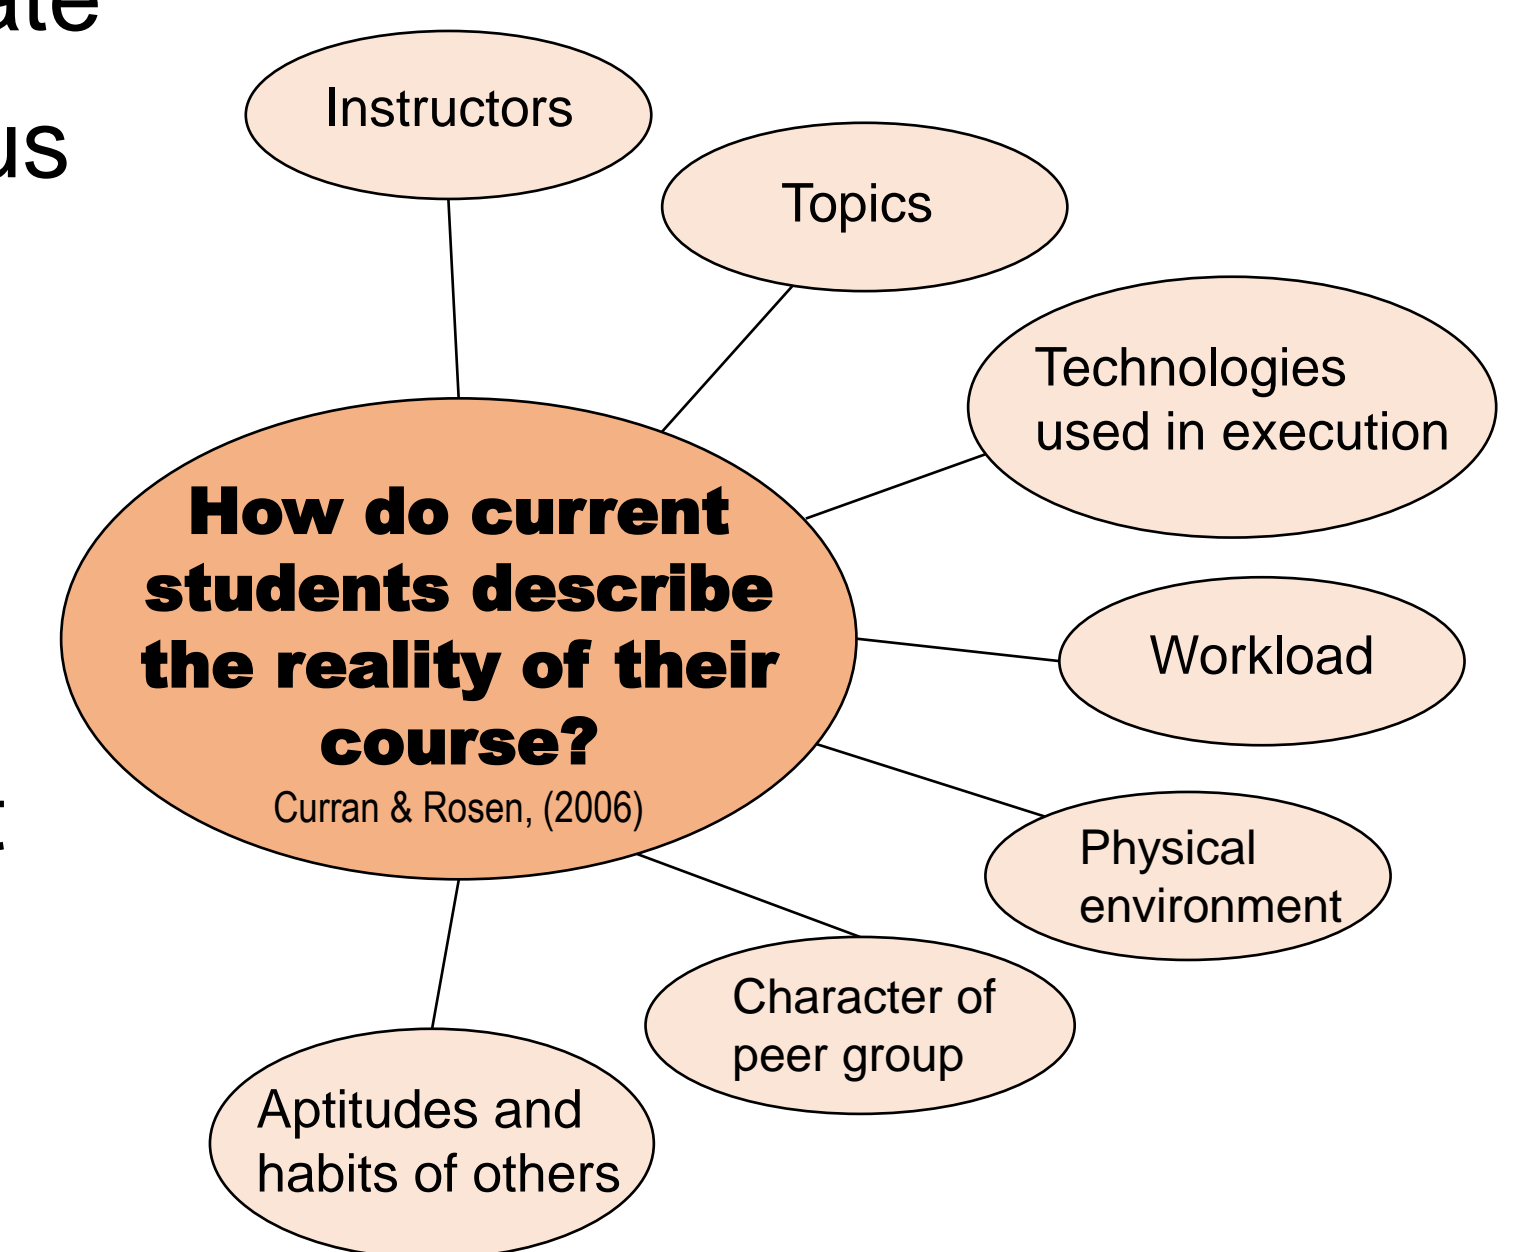 Instructors
Topics
Technologies
used in execution
How do current
students describe
the reality of their
course?
Curran & Rosen, (2006)
Workload
Physical
environment
Character of
peer group
Aptitudes and
habits of others